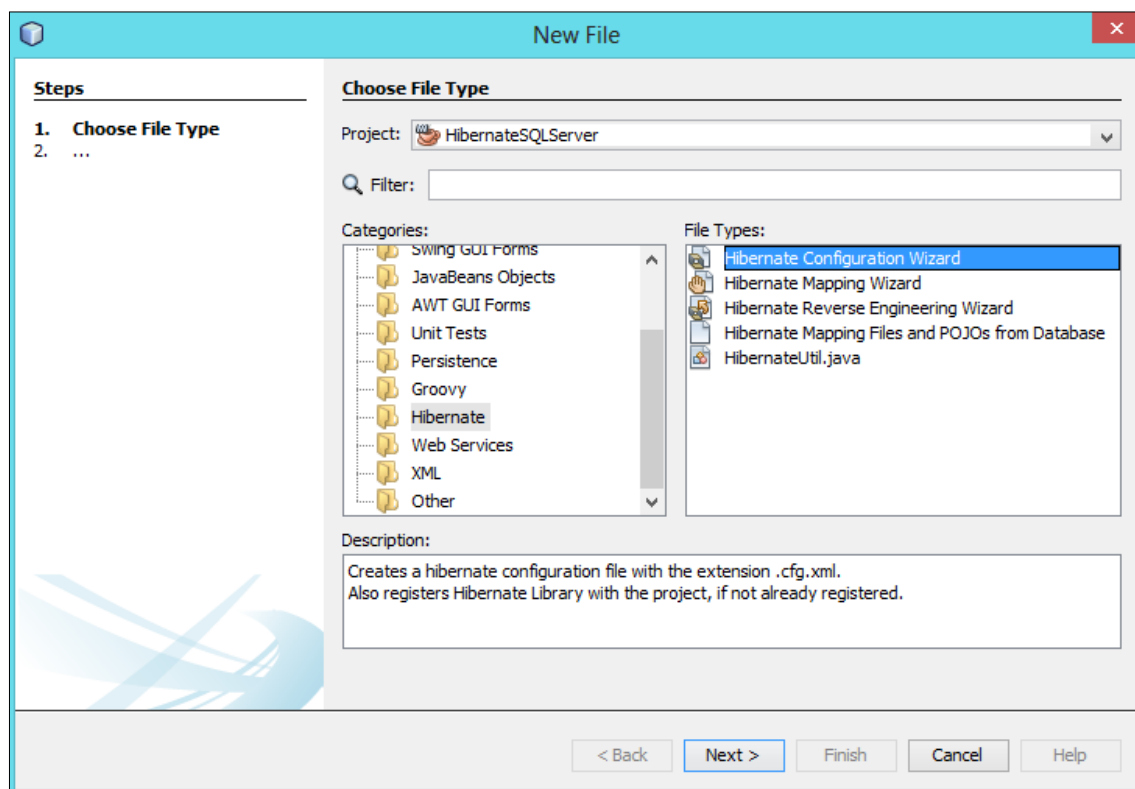 New File
Steps
1. Choose File Type
2. ...
Choose File Type
Project: HibernateSQLServer
Filter:
Categories:
Swing GUI Forms
JavaBeans Objects
AWT GUI Forms
Unit Tests
Persistence
Groovy
Hibernate
Web Services
XML
Other
File Types:
Hibernate Configuration Wizard
Hibernate Mapping Wizard
Hibernate Reverse Engineering Wizard
Hibernate Mapping Files and POJOs from Database
HibernateUtil.java
Description:
Creates a hibernate configuration file with the extension .cfg.xml.
Also registers Hibernate Library with the project, if not already registered.
< Back Next > Finish Cancel Help